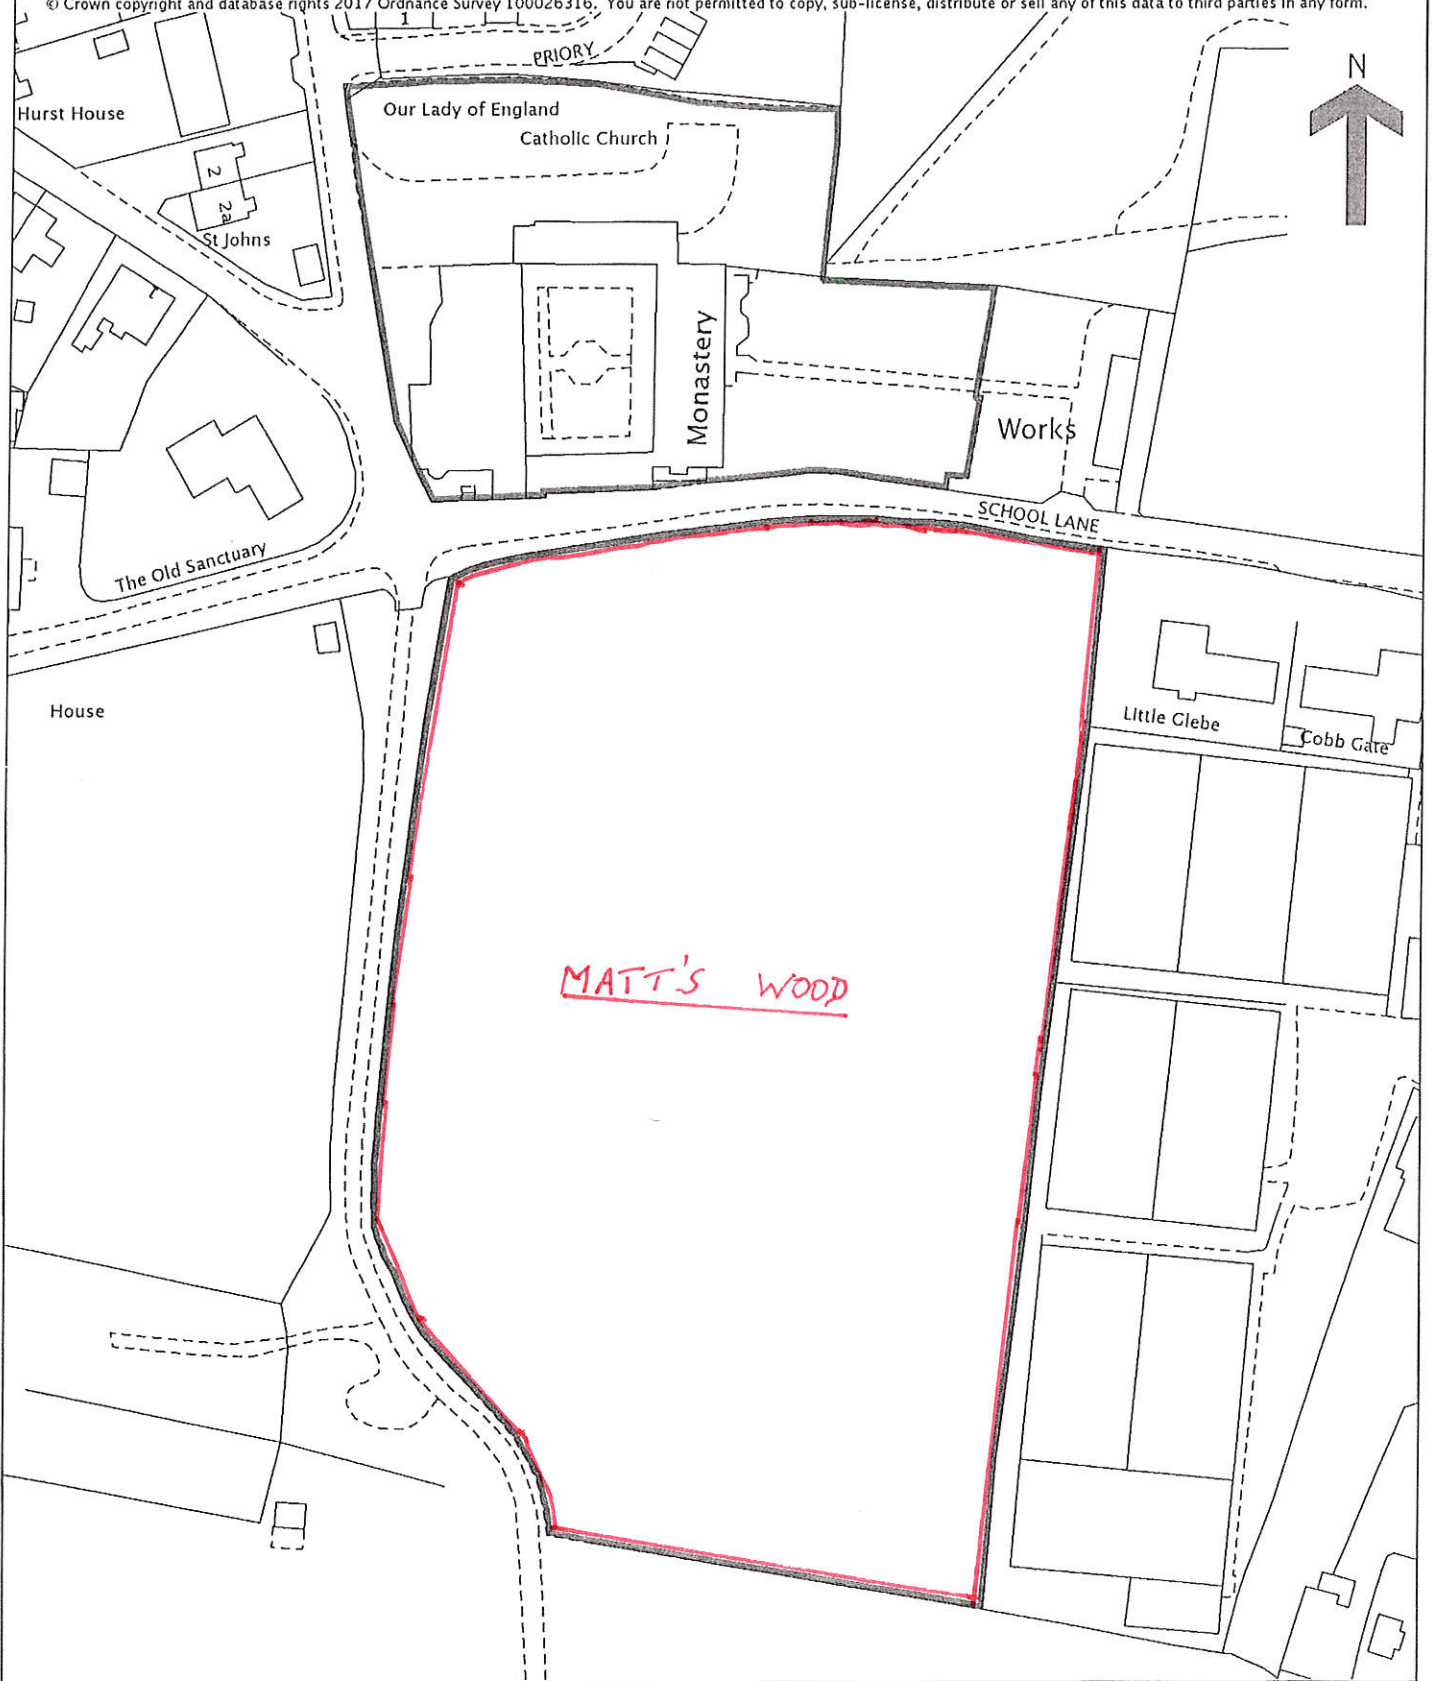 © Crown copyright and database rights 2017 Ordnance Survey 100026316. You are not permitted to copy, sub-license, distribute or sell any of this data to third parties in any form.
1
PRIORY
N
Hurst House
Our Lady of England
Catholic Church
2
2a
St Johns
Monastery
Works
SCHOOL LANE
The Old Sanctuary
House
Little Glebe
Cobb Gate
MATT'S WOOD